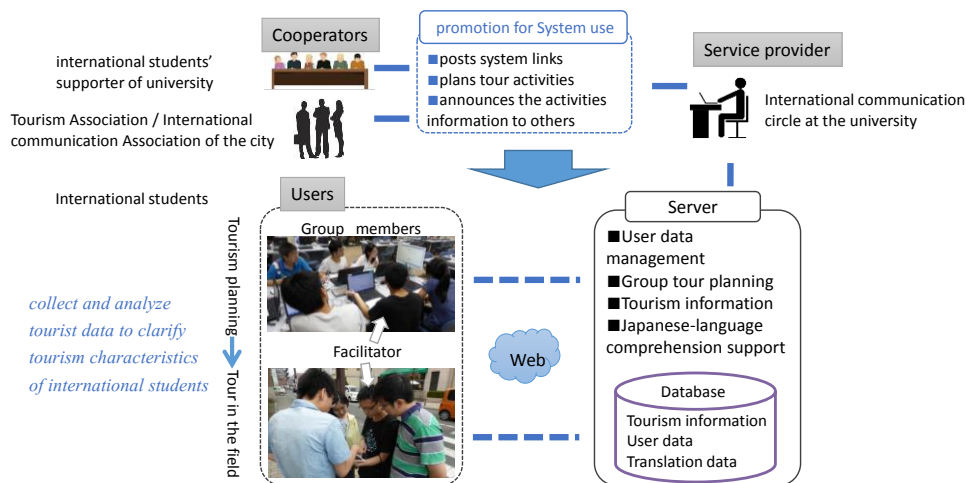 Cooperators
international students'
supporter of university
Tourism Association / International
communication Association of the city
promotion for System use
■posts system links
■plans tour activities
■announces the activities
information to others
Service provider
International communication
circle at the university
International students
Users
Group members
Facilitator
Tourism planning
Tour in the field
collect and analyze
tourist data to clarify
tourism characteristics
of international students
Web
Server
■User data
management
■Group tour planning
■Tourism information
■Japanese-language
comprehension support
Database
Tourism information
User data
Translation data